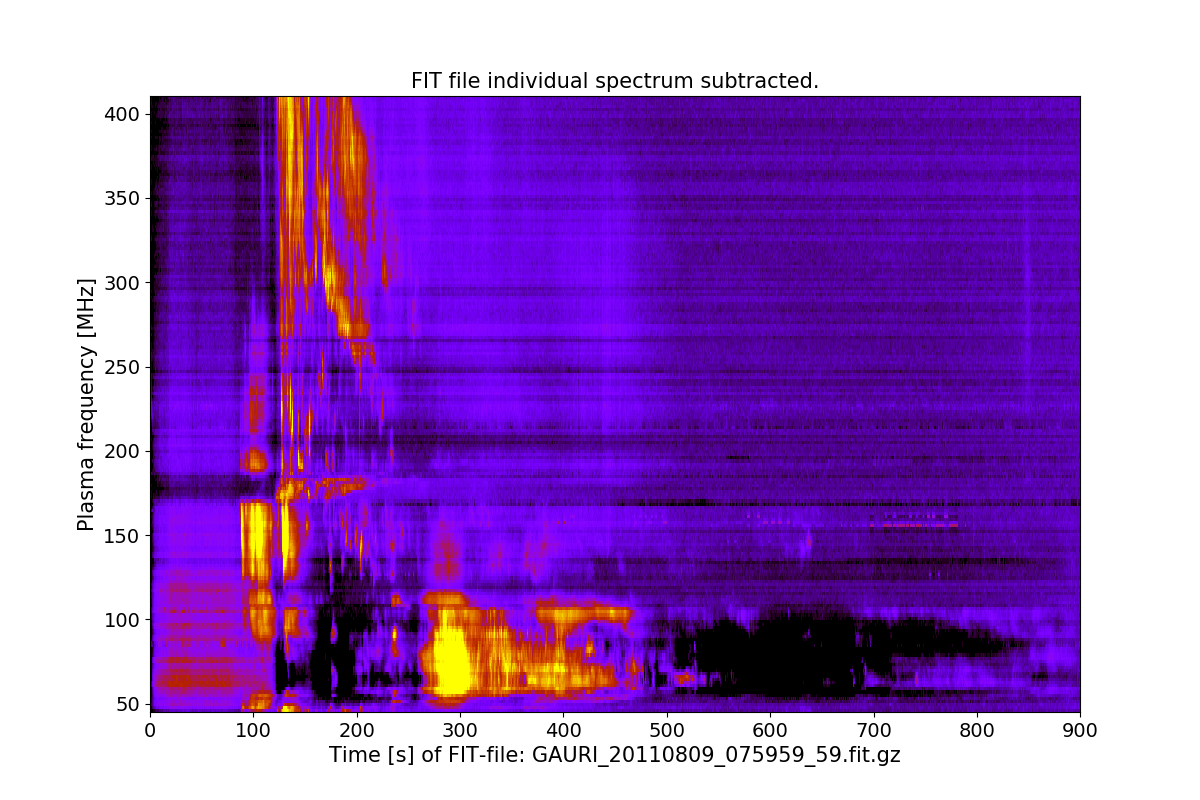 FIT file individual spectrum subtracted.
Plasma frequency [MHz]
400
350
300
250
200
150
100
50
0 100 200 300 400 500 600 700 800 900
Time [s] of FIT-file: GAURI_20110809_075959_59.fit.gz